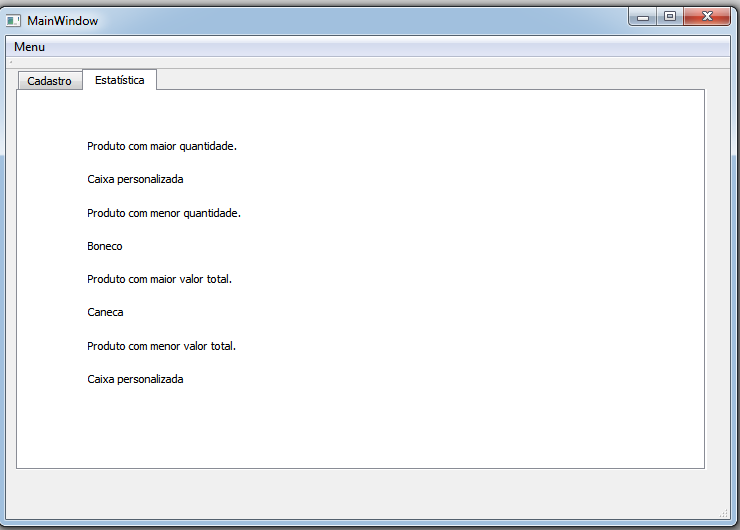 MainWindow
Menu
Cadastro
Estatística
Produto com maior quantidade.
Caixa personalizada
Produto com menor quantidade.
Boneco
Produto com maior valor total.
Caneca
Produto com menor valor total.
Caixa personalizada